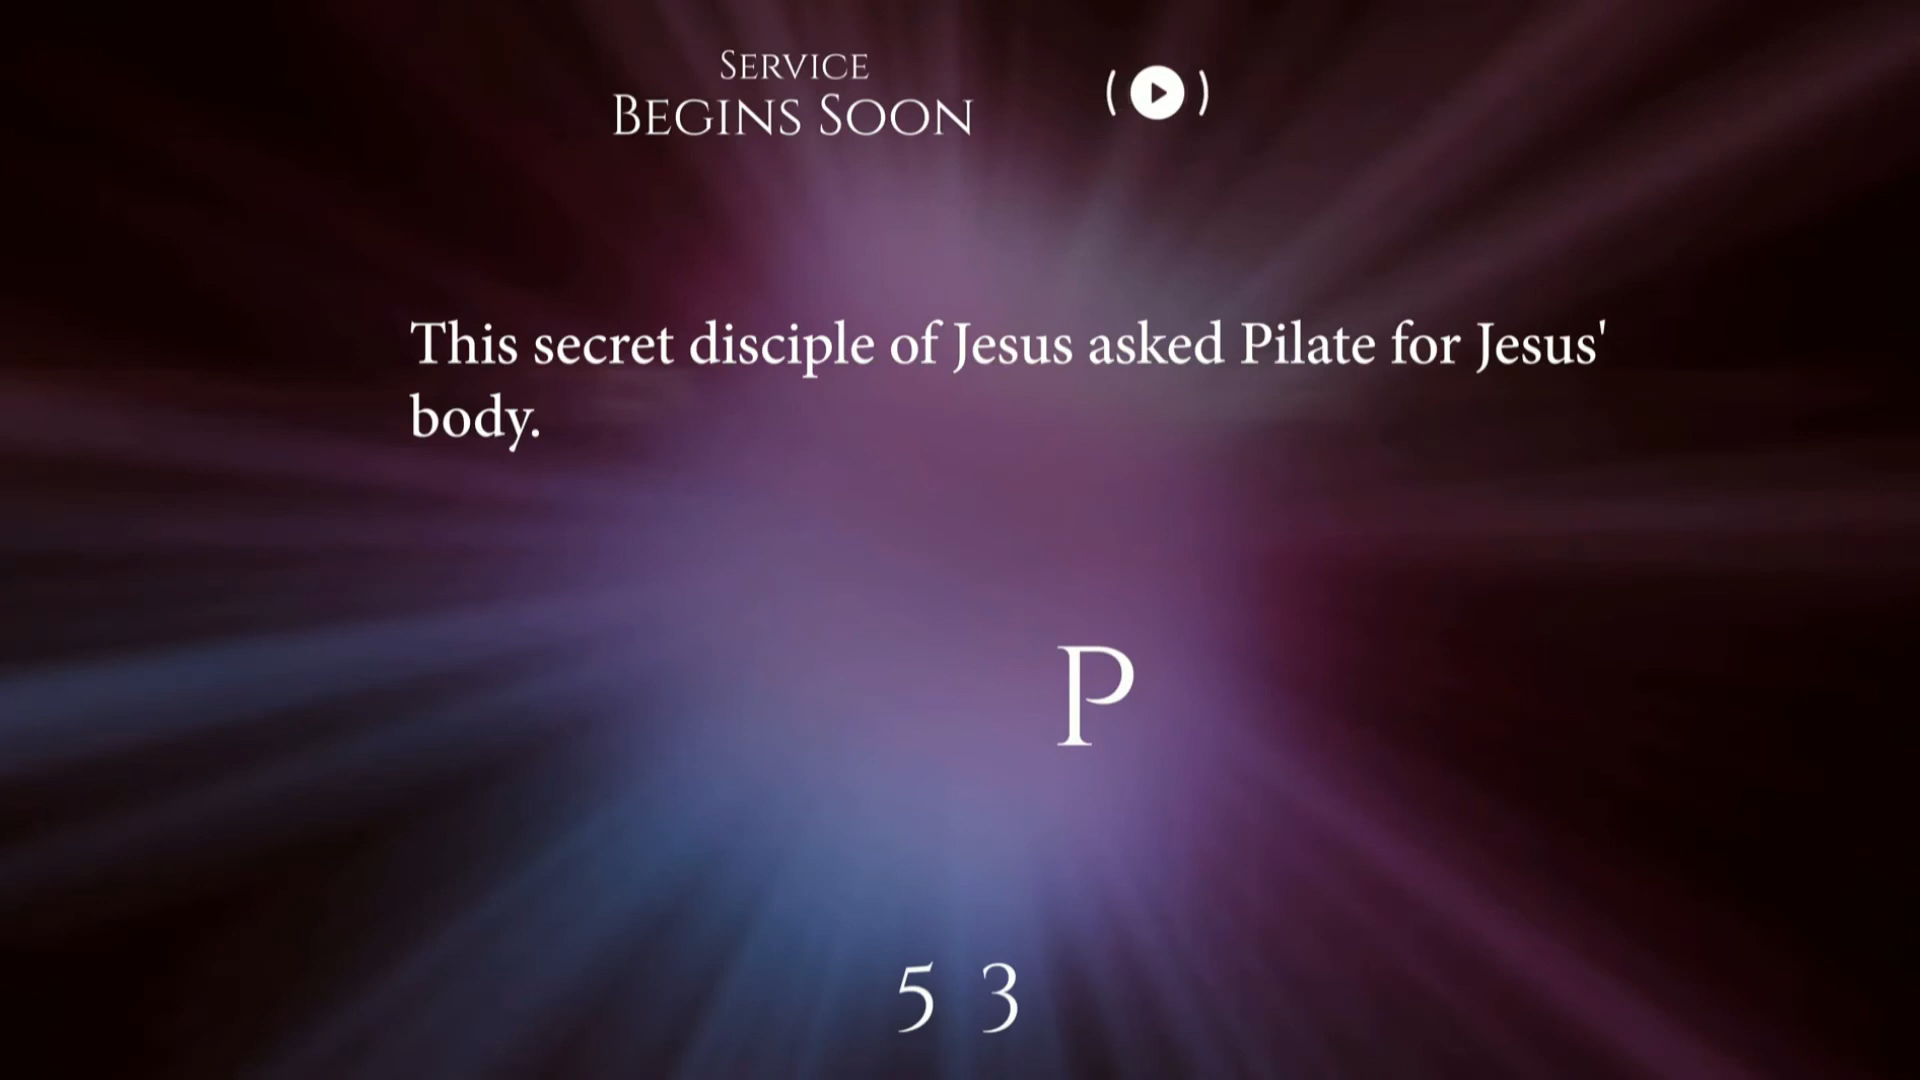 SERVICE
BEGINS SOON
This secret disciple of Jesus asked Pilate for Jesus'
body.
P
5 3